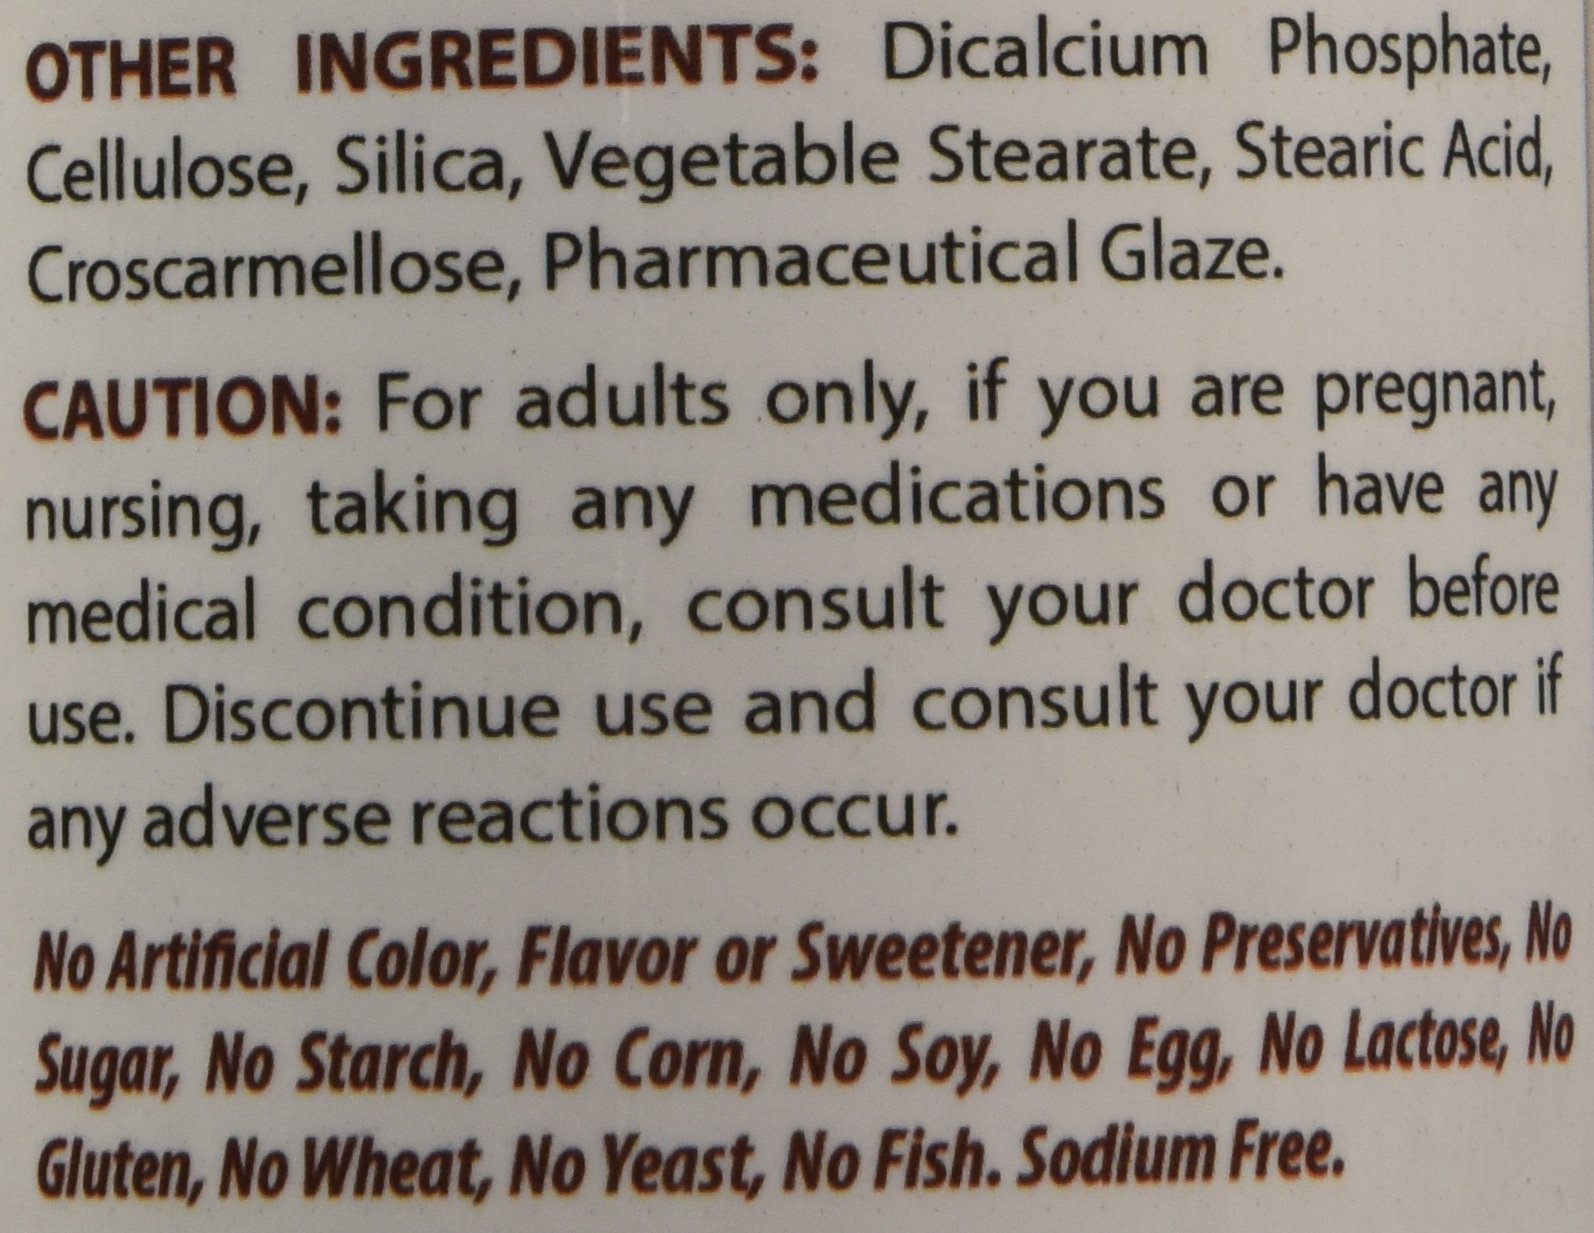 OTHER INGREDIENTS: Dicalcium Phosphate,
Cellulose, Silica, Vegetable Stearate, Stearic Acid,
Croscarmellose, Pharmaceutical Glaze.
CAUTION: For adults only, if you are pregnant,
nursing, taking any medications or have any
medical condition, consult your doctor before
use. Discontinue use and consult your doctor if
any adverse reactions occur.
No Artificial Color, Flavor or Sweetener, No Preservatives, No
Sugar, No Starch, No Corn, No Soy, No Egg, No Lactose, No
Gluten, No Wheat, No Yeast, No Fish. Sodium Free.